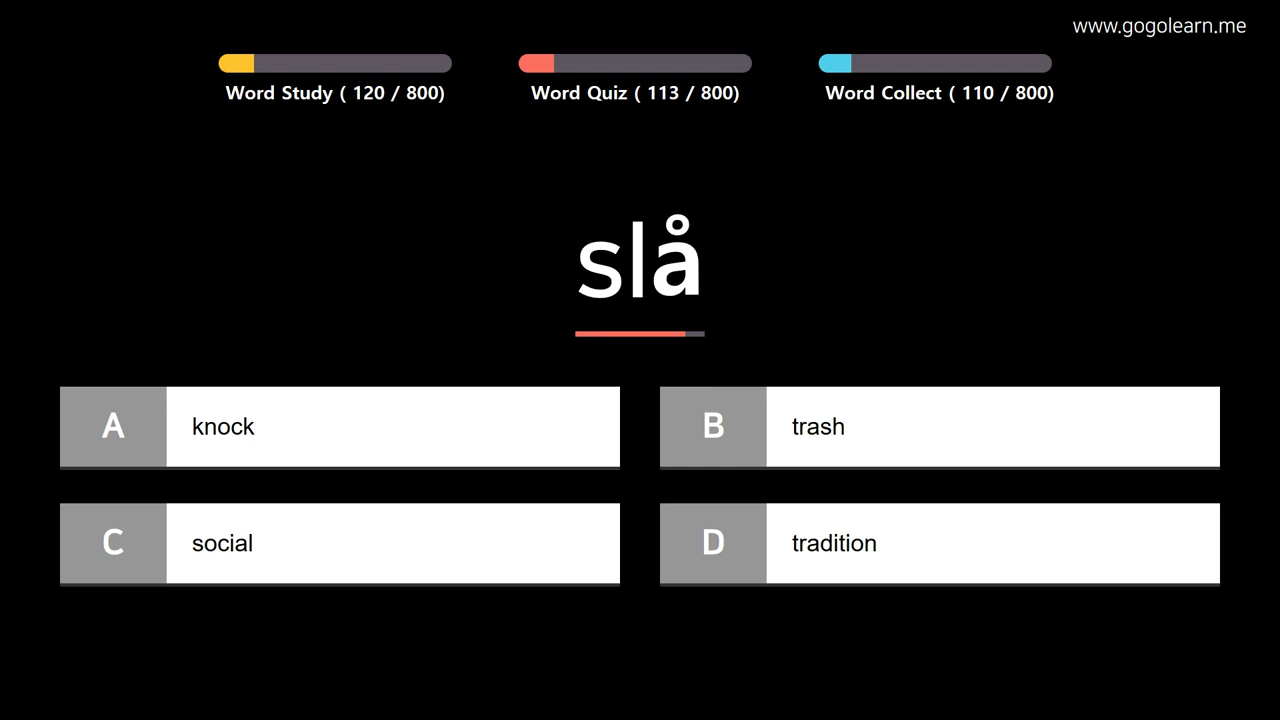 www.gogolearn.me
Word Study ( 120 / 800)
Word Quiz ( 113 / 800)
Word Collect ( 110 / 800)
slå
A knock
B trash
C social
D tradition